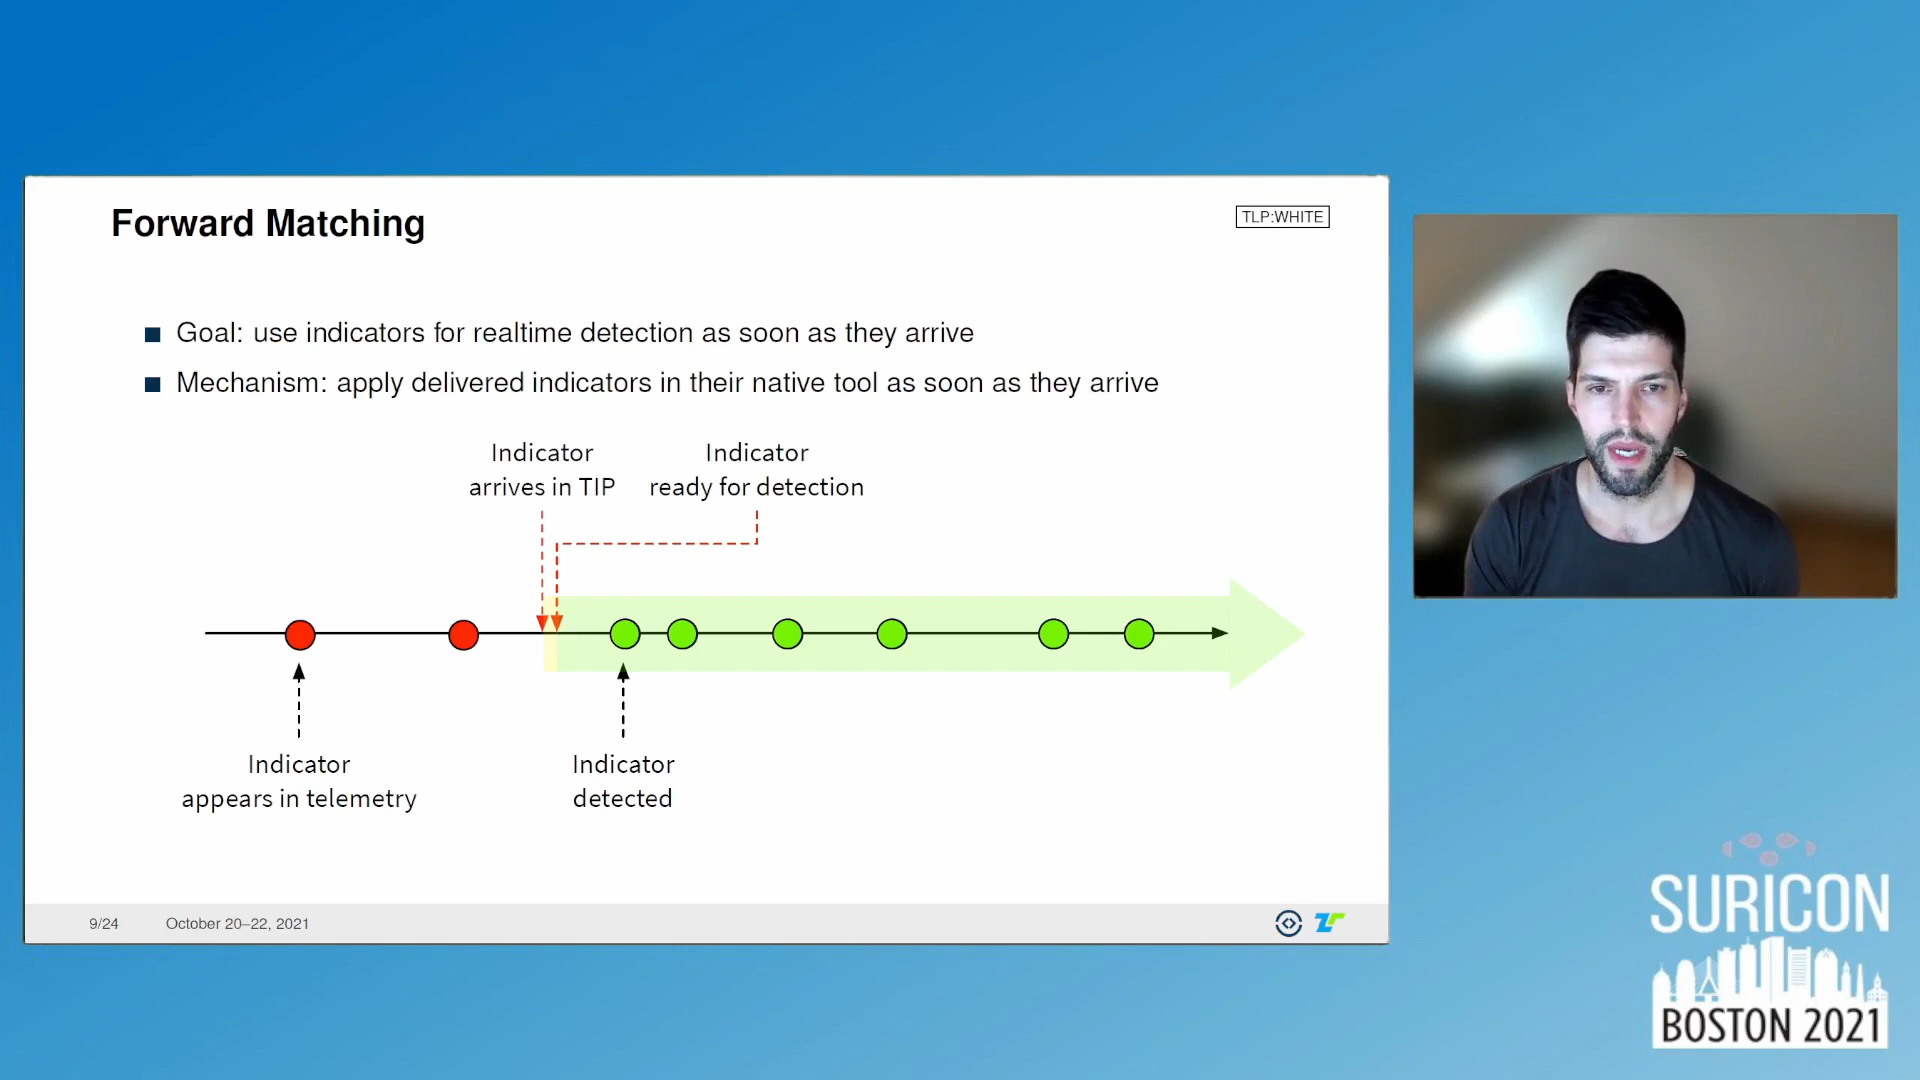 Forward Matching
TLP:WHITE
Goal: use indicators for realtime detection as soon as they arrive
Mechanism: apply delivered indicators in their native tool as soon as they arrive
Indicator
arrives in TIP
Indicator
ready for detection
Indicator
appears in telemetry
Indicator
detected
9/24
October 20–22, 2021
SURICON
BOSTON 2021